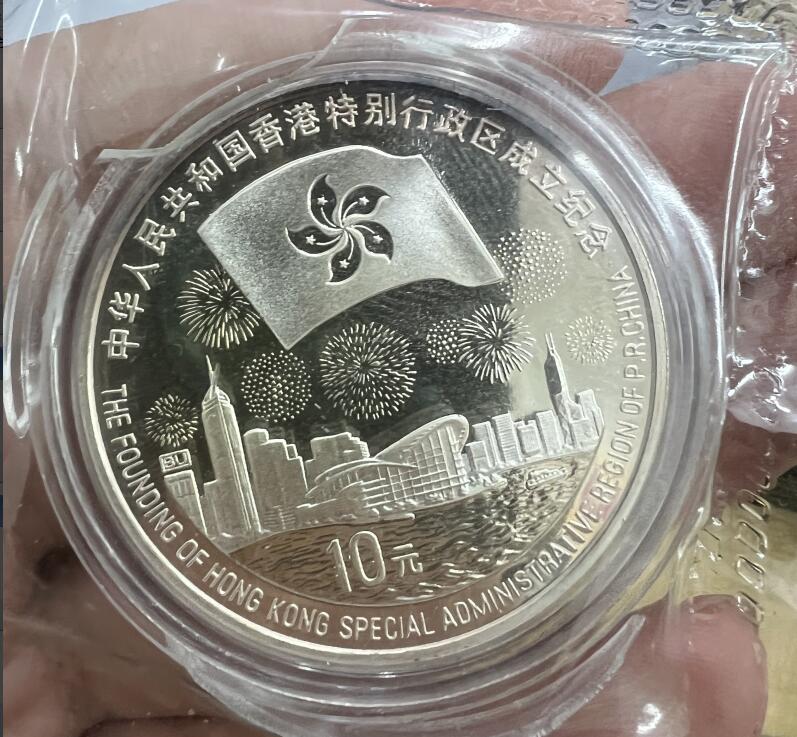 中华人民共和国香港特别行政区成立纪念
THE FOUNDING OF HONG KONG SPECIAL ADMINISTRATIVE REGION OF P.R.CHINA
10元